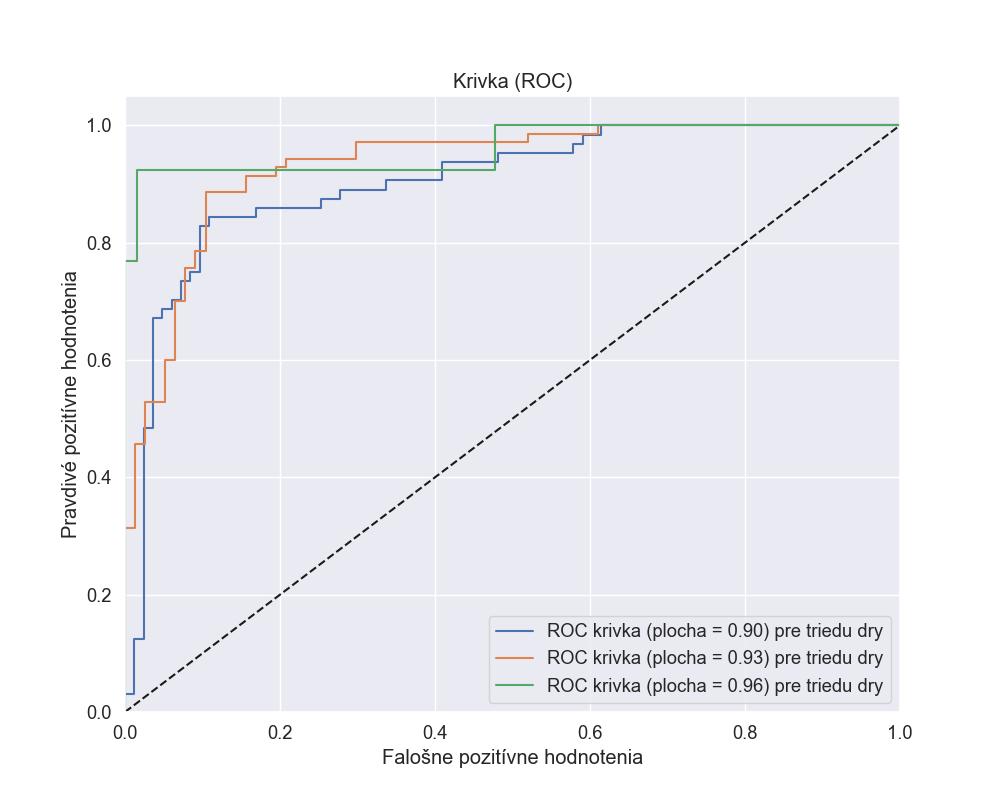 Krivka (ROC)
1.0
0.8
0.6
0.4
0.2
0.0
Pravdivé pozitívne hodnotenia
ROC krivka (plocha = 0.90) pre triedu dry
ROC krivka (plocha = 0.93) pre triedu dry
ROC krivka (plocha = 0.96) pre triedu dry
0.0 0.2 0.4 0.6 0.8 1.0
Falošne pozitívne hodnotenia